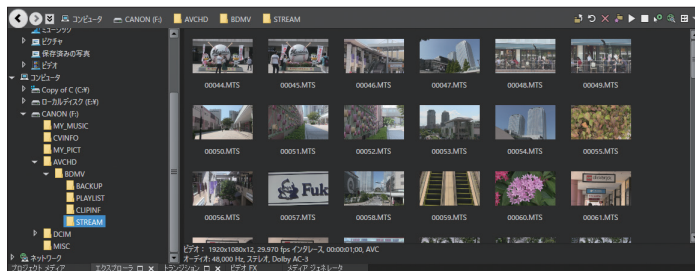 コンピュータ CANON (F:) AVCHD BDMV STREAM
ミュージック
ピクチャ
保存済みの写真
ビデオ
コンピュータ
Copy of C (C:¥)
ローカルディスク (E:¥)
CANON (F:)
MY_MUSIC
CVINFO
MY_PICT
AVCHD
BDMV
BACKUP
PLAYLIST
CLIPINF
STREAM
DCIM
MISC
ネットワーク
00044.MTS 00045.MTS 00046.MTS 00047.MTS 00048.MTS 00049.MTS
00050.MTS 00051.MTS 00052.MTS 00053.MTS 00054.MTS 00055.MTS
Fuk
00056.MTS 00057.MTS 00058.MTS 00059.MTS 00060.MTS 00061.MTS
ビデオ： 1920x1080x12, 29.970 fps インタレース, 00:00:01;00, AVC
オーディオ: 48,000 Hz, ステレオ, Dolby AC-3
プロジェクト メディア エクスプローラ トランジション ビデオ FX メディア ジェネレータ